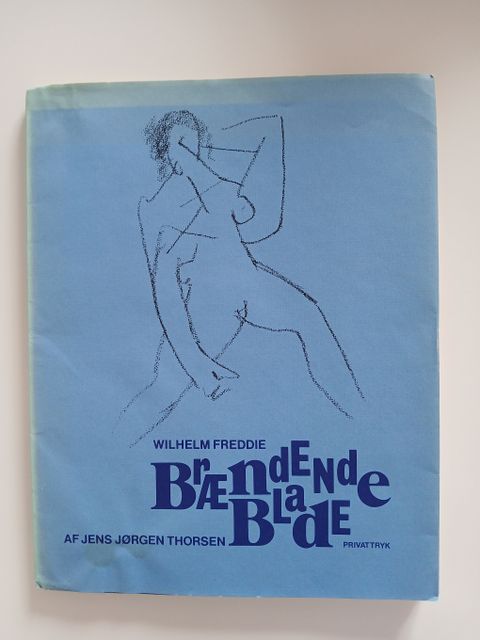 WILHELM FREDDIE
BrÆndENde
BLadE
AF JENS JØRGEN THORSEN
PRIVATTRYK